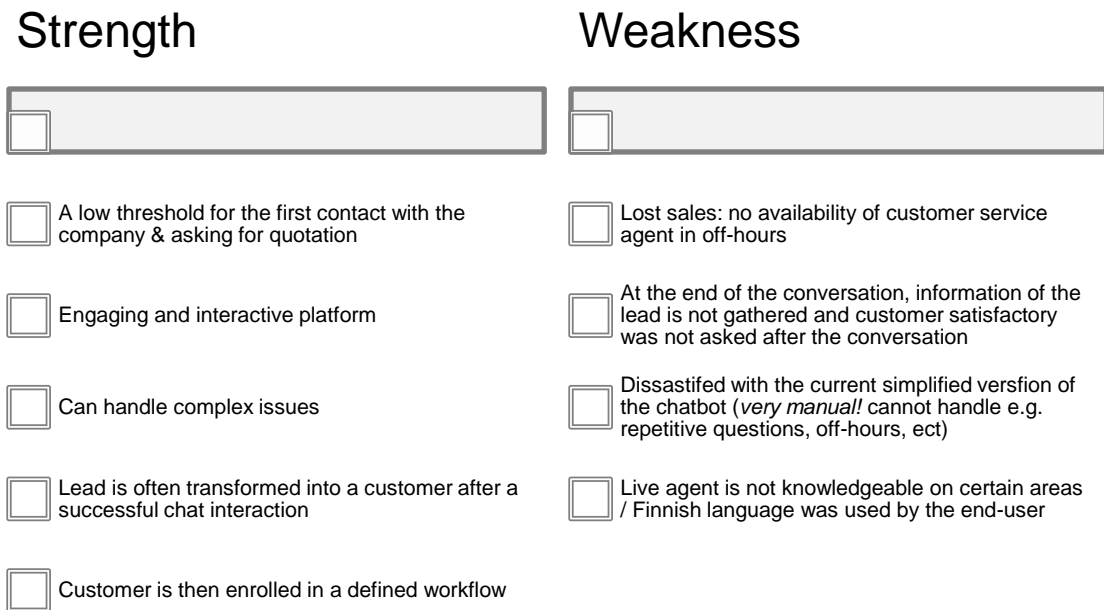 Strength
A low threshold for the first contact with the
company & asking for quotation
Engaging and interactive platform
Can handle complex issues
Lead is often transformed into a customer after a
successful chat interaction
Customer is then enrolled in a defined workflow
Weakness
Lost sales: no availability of customer service
agent in off-hours
At the end of the conversation, information of the
lead is not gathered and customer satisfactory
was not asked after the conversation
Dissastifed with the current simplified versfion of
the chatbot (very manual! cannot handle e.g.
repetitive questions, off-hours, ect)
Live agent is not knowledgeable on certain areas
/ Finnish language was used by the end-user